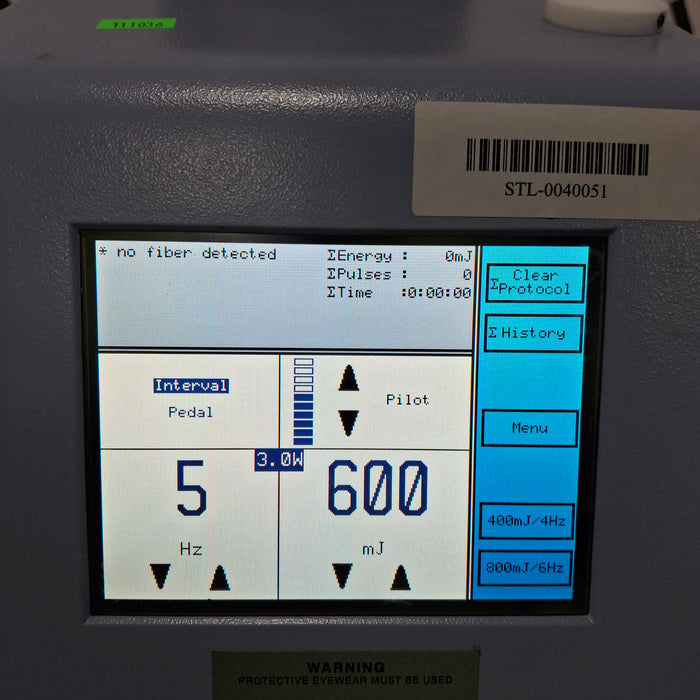 111036
STL-0040051
* no fiber detected
ΣEnergy : 0mJ
ΣPulses : 0
ΣTime :0:00:00
Clear
ΣProtocol
Σ History
Interval
Pedal
Pilot
Menu
3.0W
5
600
Hz
mJ
400mJ/4Hz
800mJ/6Hz
WARNING
PROTECTIVE EYEWEAR MUST BE USED